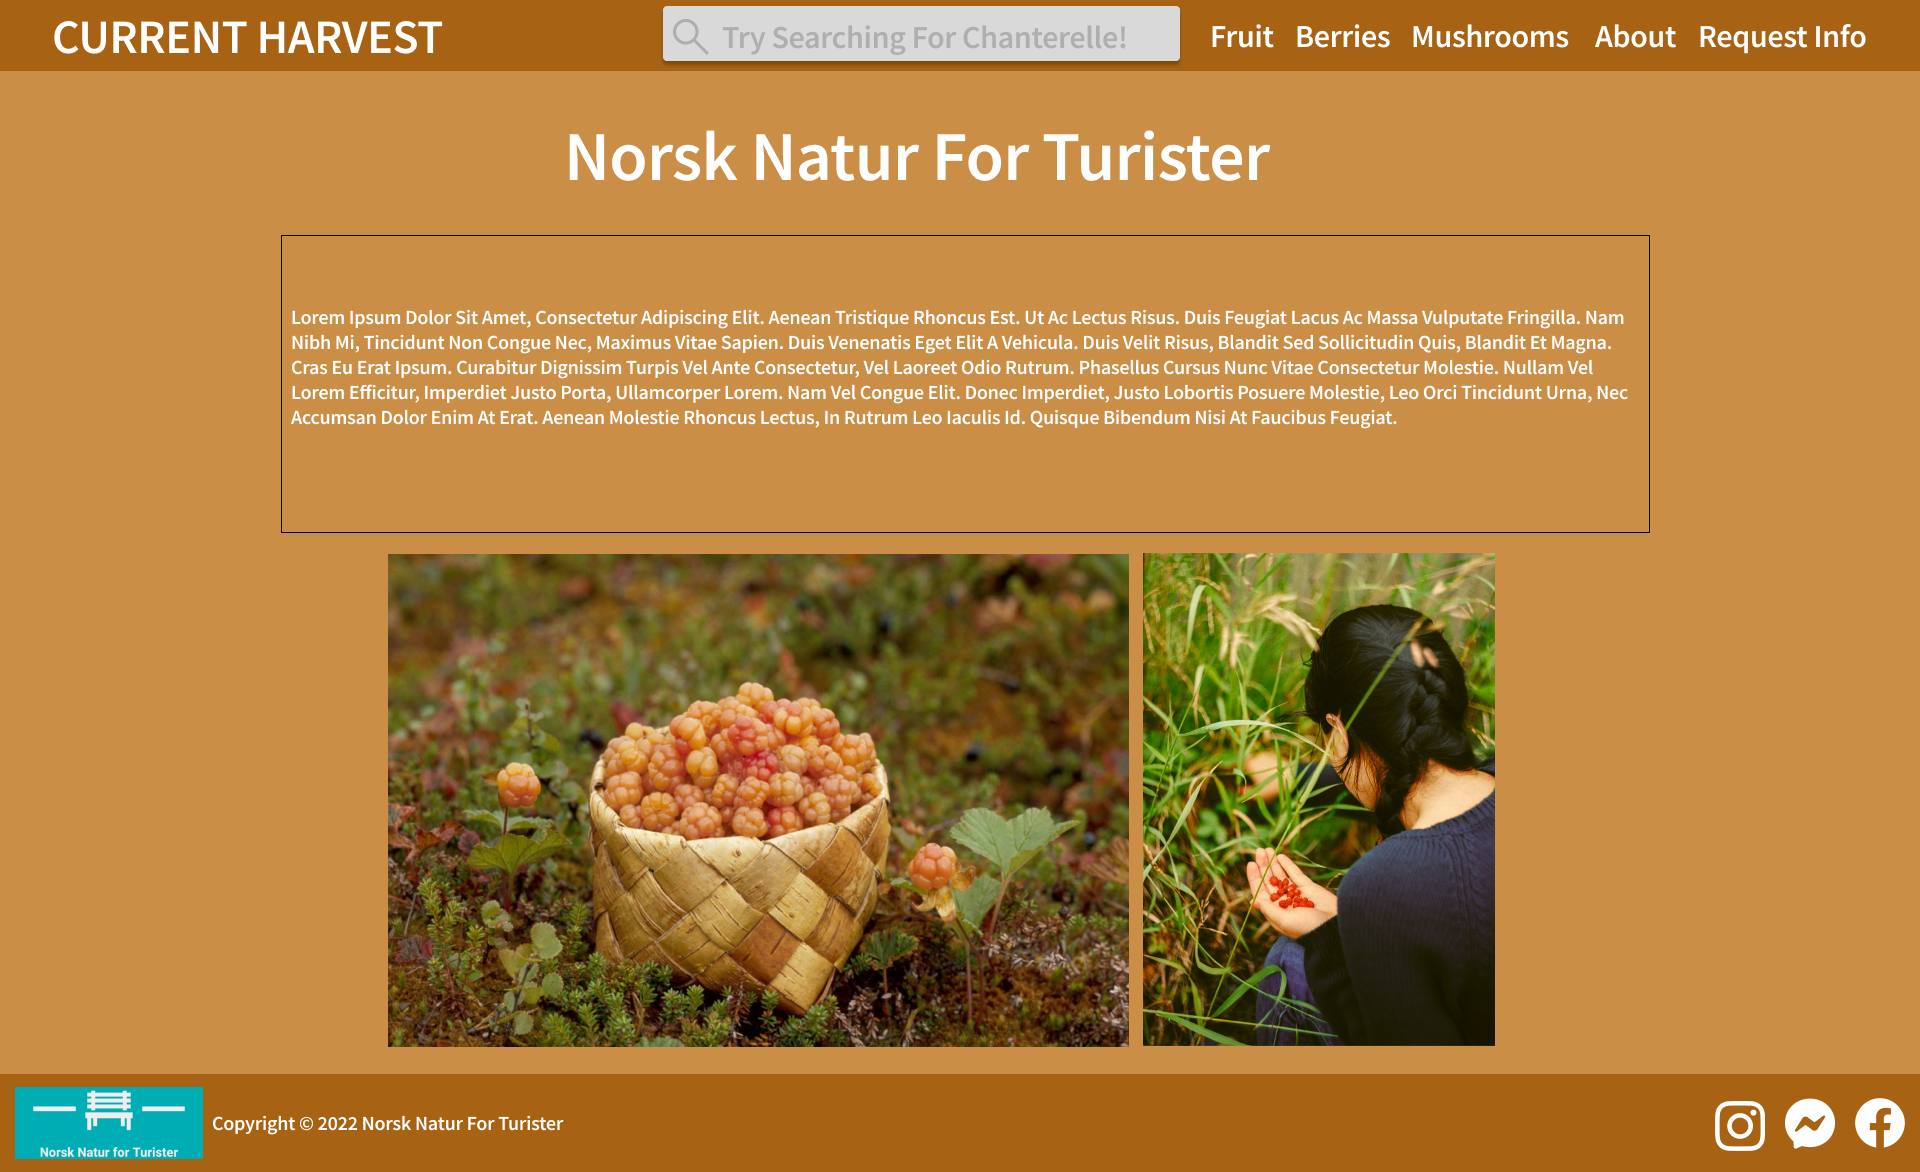 CURRENT HARVEST
Try Searching For Chanterelle!
Fruit Berries Mushrooms About Request Info
Norsk Natur For Turister
Lorem Ipsum Dolor Sit Amet, Consectetur Adipiscing Elit. Aenean Tristique Rhoncus Est. Ut Ac Lectus Risus. Duis Feugiat Lacus Ac Massa Vulputate Fringilla. Nam
Nibh Mi, Tincidunt Non Congue Nec, Maximus Vitae Sapien. Duis Venenatis Eget Elit A Vehicula. Duis Velit Risus, Blandit Sed Sollicitudin Quis, Blandit Et Magna.
Cras Eu Erat Ipsum. Curabitur Dignissim Turpis Vel Ante Consectetur, Vel Laoreet Odio Rutrum. Phasellus Cursus Nunc Vitae Consectetur Molestie. Nullam Vel
Lorem Efficitur, Imperdiet Justo Porta, Ullamcorper Lorem. Nam Vel Congue Elit. Donec Imperdiet, Justo Lobortis Posuere Molestie, Leo Orci Tincidunt Urna, Nec
Accumsan Dolor Enim At Erat. Aenean Molestie Rhoncus Lectus, In Rutrum Leo Iaculis Id. Quisque Bibendum Nisi At Faucibus Feugiat.
Norsk Natur for Turister
Copyright © 2022 Norsk Natur For Turister